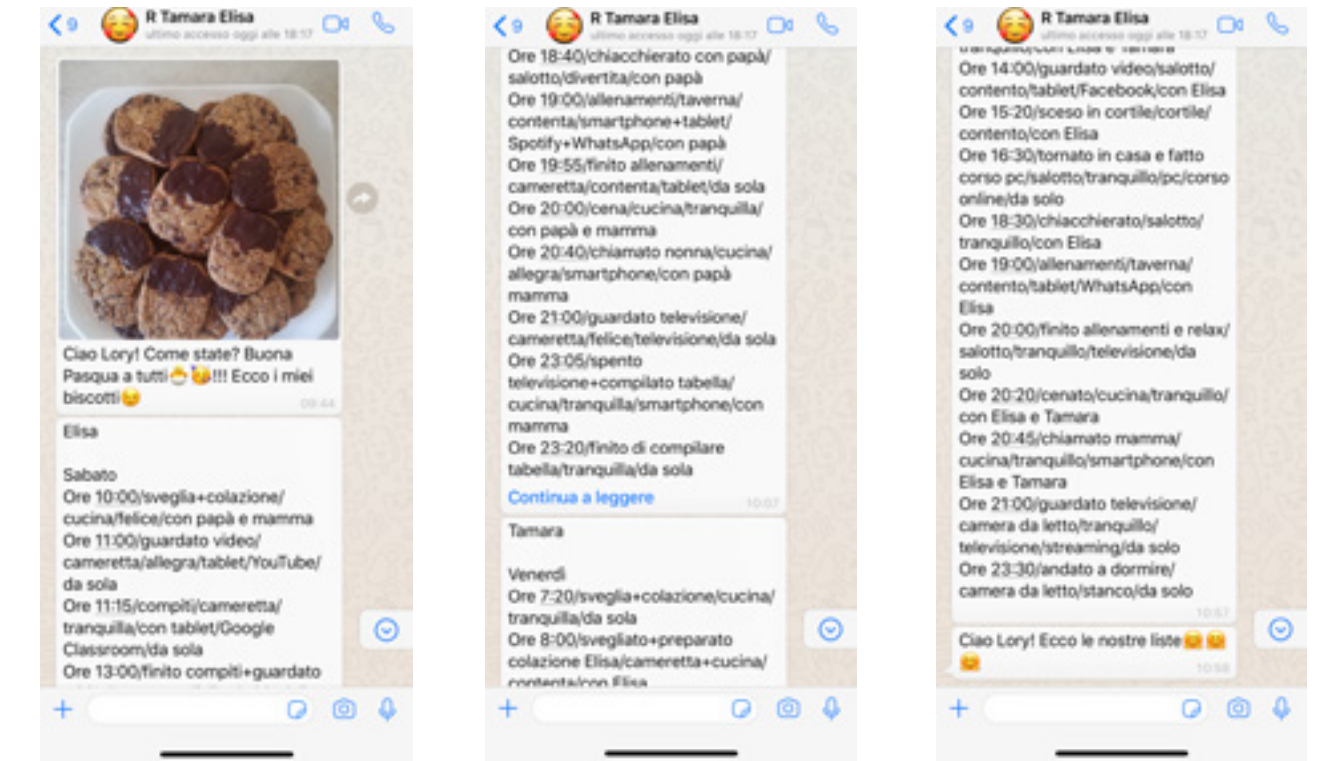 9
R Tamara Elisa
ultimo accesso oggi alle 18:17
Ciao Lory! Come state? Buona
Pasqua a tutti🐣🥳!!! Ecco i miei
biscotti😉
09:44
Elisa
Sabato
Ore 10:00/sveglia+colazione/
cucina/felice/con papà e mamma
Ore 11:00/guardato video/
cameretta/allegra/tablet/YouTube/
da sola
Ore 11:15/compiti/cameretta/
tranquilla/con tablet/Google
Classroom/da sola
Ore 13:00/finito compiti+guardato
9
R Tamara Elisa
ultimo accesso oggi alle 18:17
Ore 18:40/chiacchierato con papà/
salotto/divertita/con papà
Ore 19:00/allenamenti/taverna/
contenta/smartphone+tablet/
Spotify+WhatsApp/con papà
Ore 19:55/finito allenamenti/
cameretta/contenta/tablet/da sola
Ore 20:00/cena/cucina/tranquilla/
con papà e mamma
Ore 20:40/chiamato nonna/cucina/
allegra/smartphone/con papà
mamma
Ore 21:00/guardato televisione/
cameretta/felice/televisione/da sola
Ore 23:05/spento
televisione+compilato tabella/
cucina/tranquilla/smartphone/con
mamma
Ore 23:20/finito di compilare
tabella/tranquilla/da sola
Continua a leggere
10:07
Tamara
Venerdì
Ore 7:20/sveglia+colazione/cucina/
tranquilla/da sola
Ore 8:00/svegliato+preparato
colazione Elisa/cameretta+cucina/
contenta/con Elisa
9
R Tamara Elisa
ultimo accesso oggi alle 18:17
tranquillo/con Elisa e Tamara
Ore 14:00/guardato video/salotto/
contento/tablet/Facebook/con Elisa
Ore 15:20/sceso in cortile/cortile/
contento/con Elisa
Ore 16:30/tornato in casa e fatto
corso pc/salotto/tranquillo/pc/corso
online/da solo
Ore 18:30/chiacchierato/salotto/
tranquillo/con Elisa
Ore 19:00/allenamenti/taverna/
contento/tablet/WhatsApp/con
Elisa
Ore 20:00/finito allenamenti e relax/
salotto/tranquillo/televisione/da
solo
Ore 20:20/cenato/cucina/tranquillo/
con Elisa e Tamara
Ore 20:45/chiamato mamma/
cucina/tranquillo/smartphone/con
Elisa e Tamara
Ore 21:00/guardato televisione/
camera da letto/tranquillo/
televisione/streaming/da solo
Ore 23:30/andato a dormire/
camera da letto/stanco/da solo
10:57
Ciao Lory! Ecco le nostre liste😊😊
😊
10:58